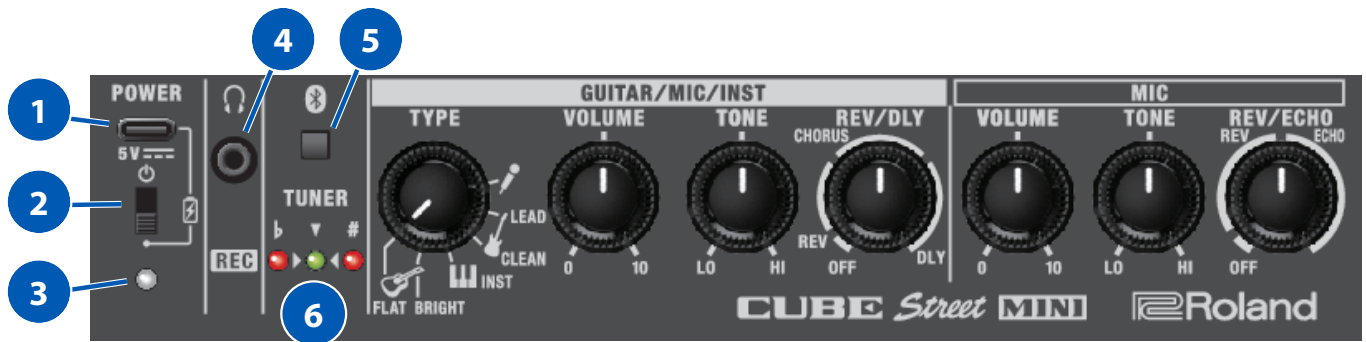 4 5
POWER
GUITAR/MIC/INST
MIC
1
TYPE VOLUME TONE REV/DLY
VOLUME TONE REV/ECHO
CHORUS
REV ECHO
5V
2
TUNER
♭ ▼ #
LEAD
CLEAN
INST
REV
DLY
REC
0 10
LO HI
OFF
0 10
LO HI
OFF
3
FLAT BRIGHT
6
CUBE Street MINI
Roland